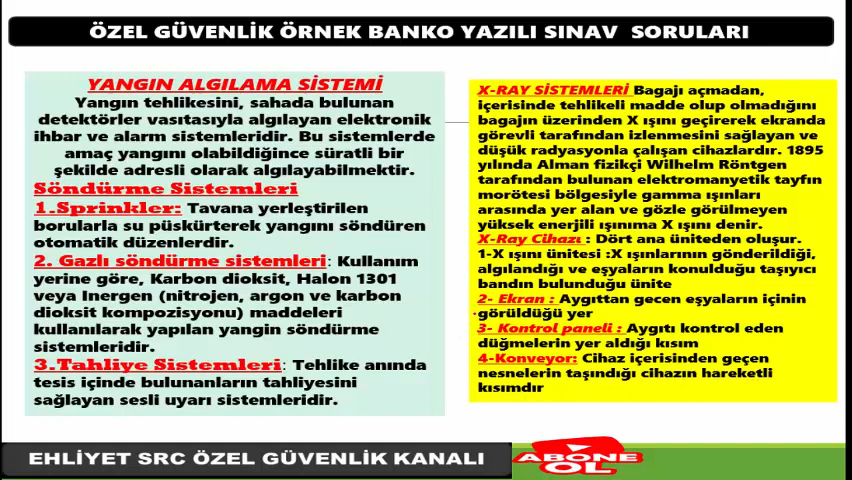 ÖZEL GÜVENLİK ÖRNEK BANKO YAZILI SINAV SORULARI
YANGIN ALGILAMA SİSTEMİ
Yangın tehlikesini, sahada bulunan
detektörler vasıtasıyla algılayan elektronik
ihbar ve alarm sistemleridir. Bu sistemlerde
amaç yangını olabildiğince süratli bir
şekilde adresli olarak algılayabilmektir.
Söndürme Sistemleri
1.Sprinkler: Tavana yerleştirilen
borularla su püskürterek yangını söndüren
otomatik düzenlerdir.
2. Gazlı söndürme sistemleri: Kullanım
yerine göre, Karbon dioksit, Halon 1301
veya Inergen (nitrojen, argon ve karbon
dioksit kompozisyonu) maddeleri
kullanılarak yapılan yangin söndürme
sistemleridir.
3.Tahliye Sistemleri: Tehlike anında
tesis içinde bulunanların tahliyesini
sağlayan sesli uyarı sistemleridir.
X-RAY SİSTEMLERİ Bagajı açmadan,
içerisinde tehlikeli madde olup olmadığını
bagajın üzerinden X ışını geçirerek ekranda
görevli tarafından izlenmesini sağlayan ve
düşük radyasyonla çalışan cihazlardır. 1895
yılında Alman fizikçi Wilhelm Röntgen
tarafından bulunan elektromanyetik tayfın
morötesi bölgesiyle gamma ışınları
arasında yer alan ve gözle görülmeyen
yüksek enerjili ışınıma X ışını denir.
X-Ray Cihazı : Dört ana üniteden oluşur.
1-X ışını ünitesi :X ışınlarının gönderildiği,
algılandığı ve eşyaların konulduğu taşıyıcı
bandın bulunduğu ünite
2- Ekran : Aygıttan gecen eşyaların içinin
görüldüğü yer
3- Kontrol paneli : Aygıtı kontrol eden
düğmelerin yer aldığı kısım
4-Konveyor: Cihaz içerisinden geçen
nesnelerin taşındığı cihazın hareketli
kısımdır
EHLİYET SRC ÖZEL GÜVENLİK KANALI
ABONE
OL